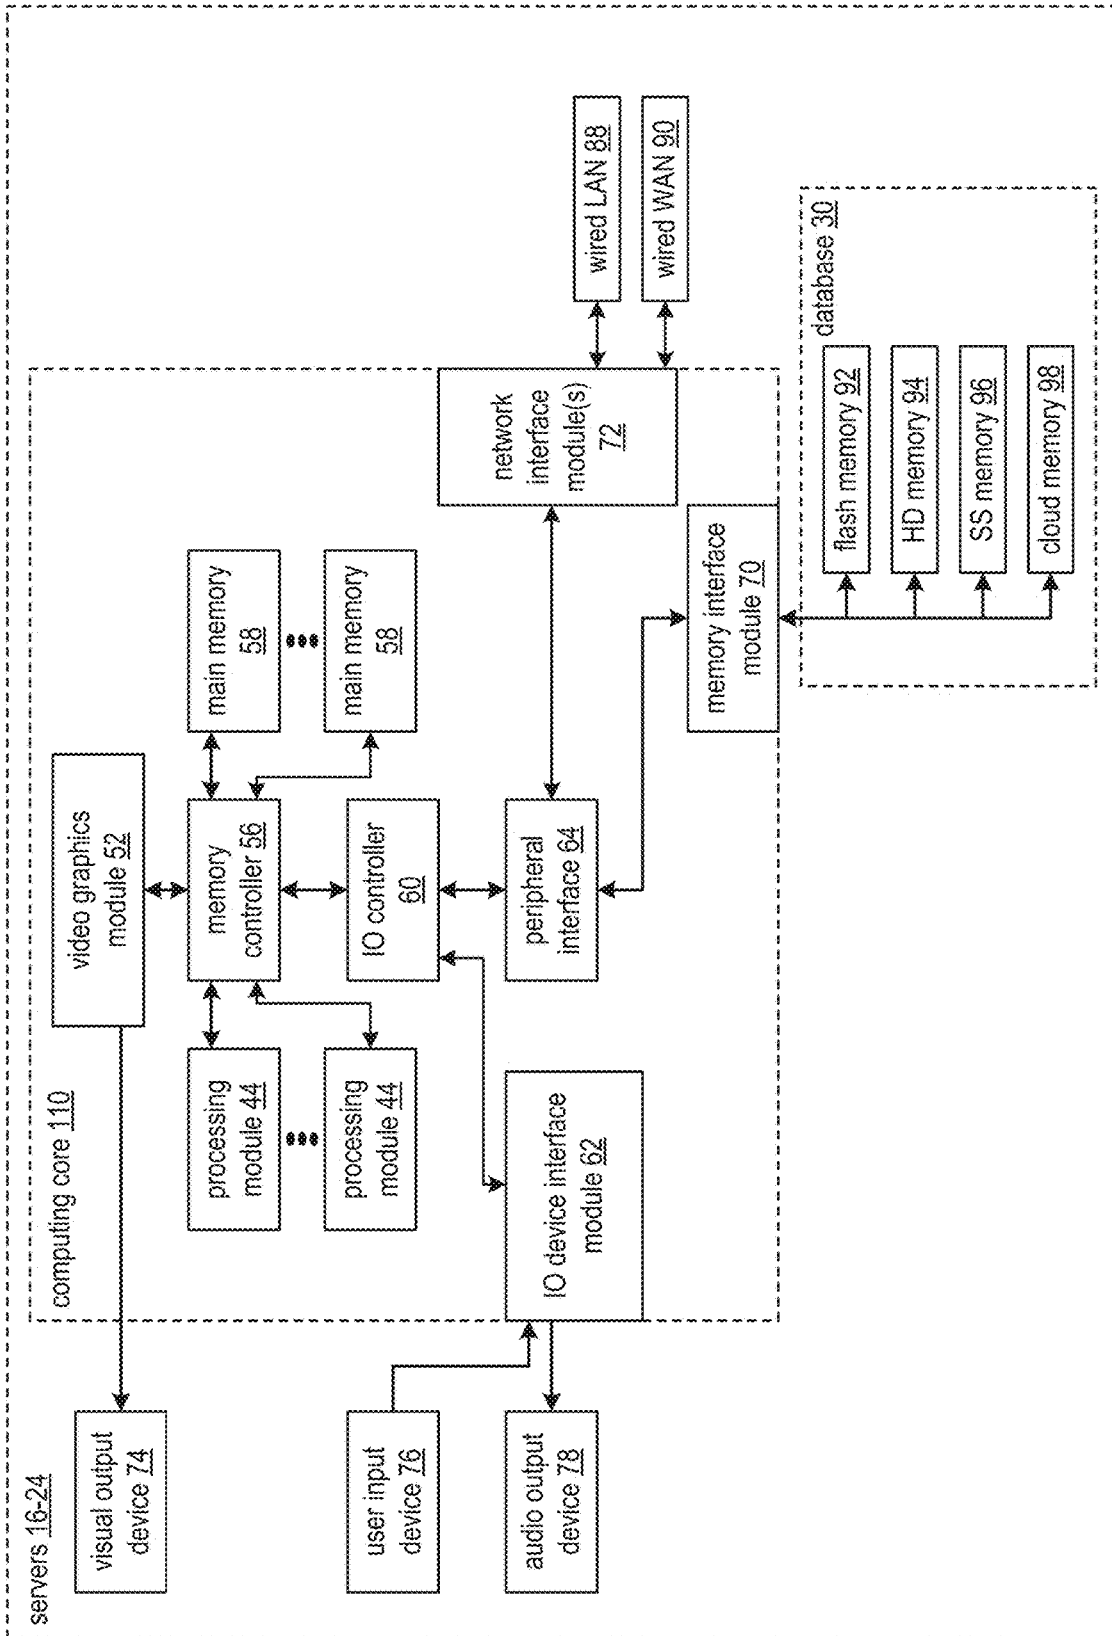 servers 16-24
visual output
device 74
user input
device 76
audio output
device 78
computing core 110
video graphics
module 52
processing
module 44
processing
module 44
memory
controller 56
main memory
58
main memory
58
IO controller
60
IO device interface
module 62
peripheral
interface 64
network
interface
module(s)
72
memory interface
module 70
wired LAN 88
wired WAN 90
database 30
flash memory 92
HD memory 94
SS memory 96
cloud memory 98